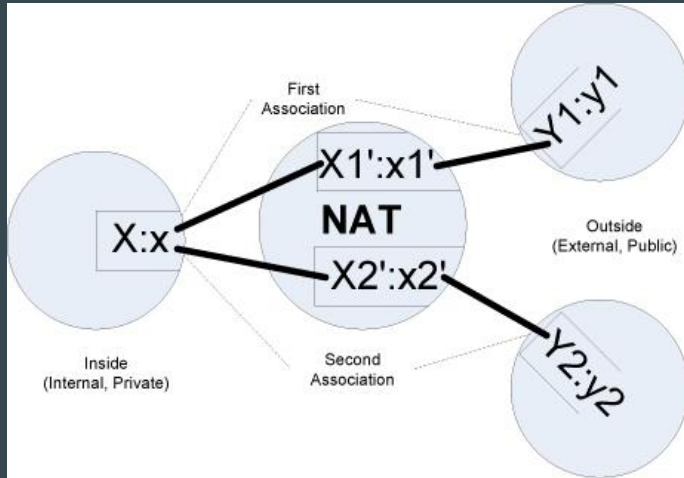 First
Association
Y1:y1
X1':x1'
X:x
NAT
Outside
(External, Public)
X2':x2'
Inside
(Internal, Private)
Second
Association
Y2:y2